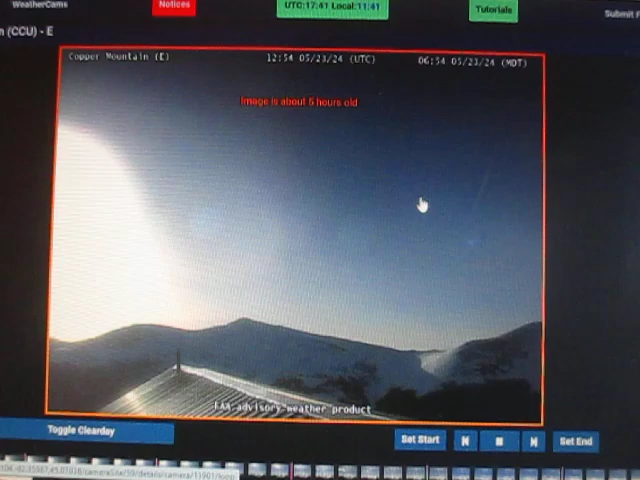 WeatherCams
Notices
UTC:17:41 Local:11:41
Tutorials
Submit F
n (CCU) - E
Copper Mountain (E) 12:54 05/23/24 (UTC) 06:54 05/23/24 (MDT)
Image is about 5 hours old
FAA advisory weather product
Toggle Clearday
Set Start
Set End